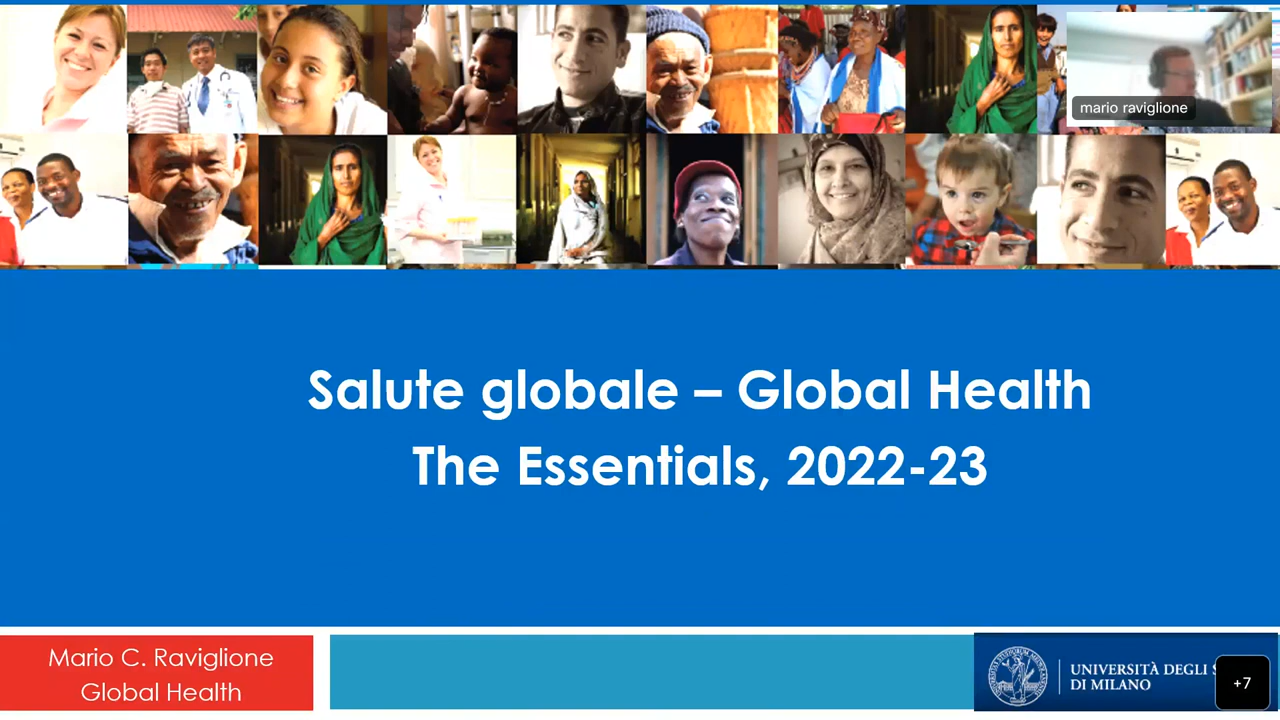 mario raviglione
Salute globale – Global Health
The Essentials, 2022-23
Mario C. Raviglione
Global Health
UNIVERSITÀ DEGLI S
DI MILANO
+7